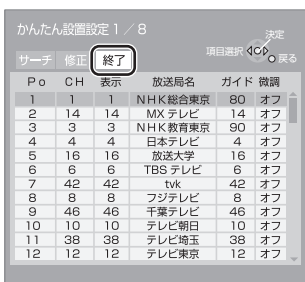 かんたん設置設定1／8
決定
項目選択
戻る
サーチ 修正 終了
Po CH 表示 放送局名 ガイド 微調
1 1 1 NHK総合東京 80 オフ
2 14 14 MXテレビ 14 オフ
3 3 3 NHK教育東京 90 オフ
4 4 4 日本テレビ 4 オフ
5 16 16 放送大学 16 オフ
6 6 6 TBSテレビ 6 オフ
7 42 42 tvk 42 オフ
8 8 8 フジテレビ 8 オフ
9 46 46 千葉テレビ 46 オフ
10 10 10 テレビ朝日 10 オフ
11 38 38 テレビ埼玉 38 オフ
12 12 12 テレビ東京 12 オフ